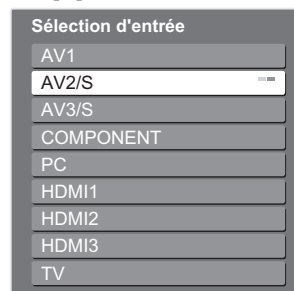 Sélection d'entrée
AV1
AV2/S
AV3/S
COMPONENT
PC
HDMI1
HDMI2
HDMI3
TV